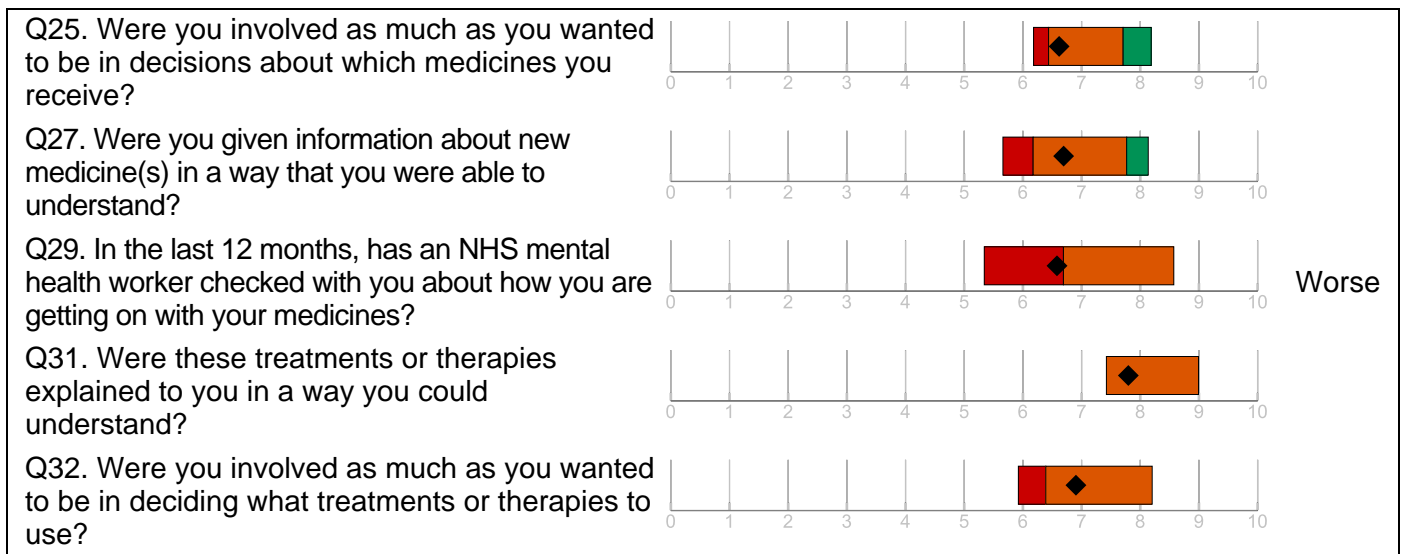 Q25. Were you involved as much as you wanted
to be in decisions about which medicines you
receive?
0 1 2 3 4 5 6 7 8 9 10
Q27. Were you given information about new
medicine(s) in a way that you were able to
understand?
0 1 2 3 4 5 6 7 8 9 10
Q29. In the last 12 months, has an NHS mental
health worker checked with you about how you are
getting on with your medicines?
0 1 2 3 4 5 6 7 8 9 10
Worse
Q31. Were these treatments or therapies
explained to you in a way you could
understand?
0 1 2 3 4 5 6 7 8 9 10
Q32. Were you involved as much as you wanted
to be in deciding what treatments or therapies to
use?
0 1 2 3 4 5 6 7 8 9 10